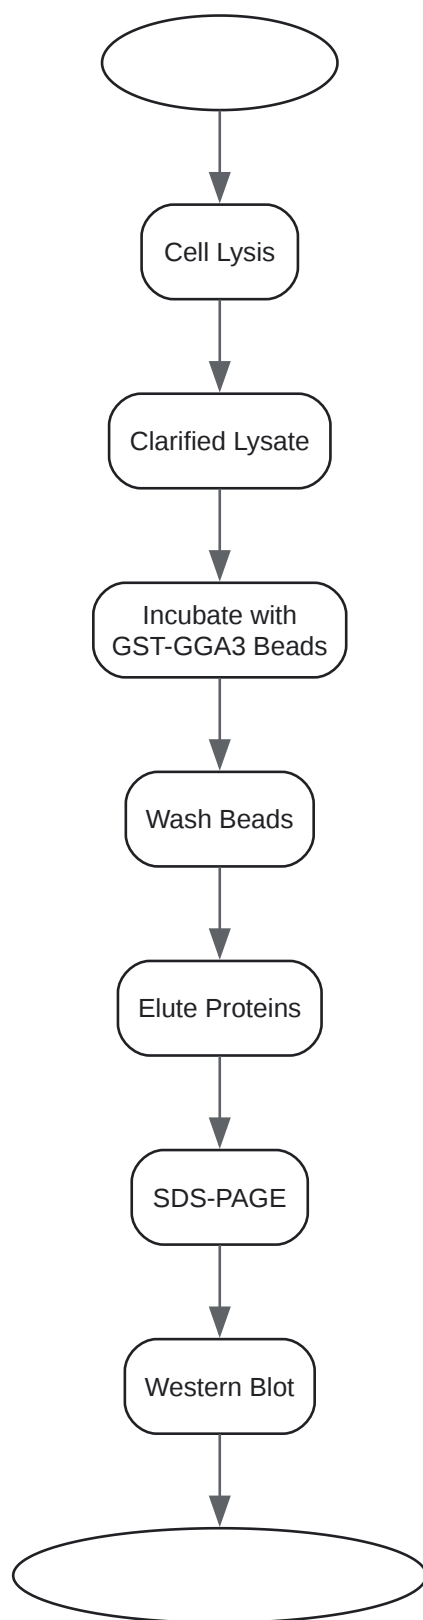 Cell Lysis
Clarified Lysate
Incubate with
GST-GGA3 Beads
Wash Beads
Elute Proteins
SDS-PAGE
Western Blot